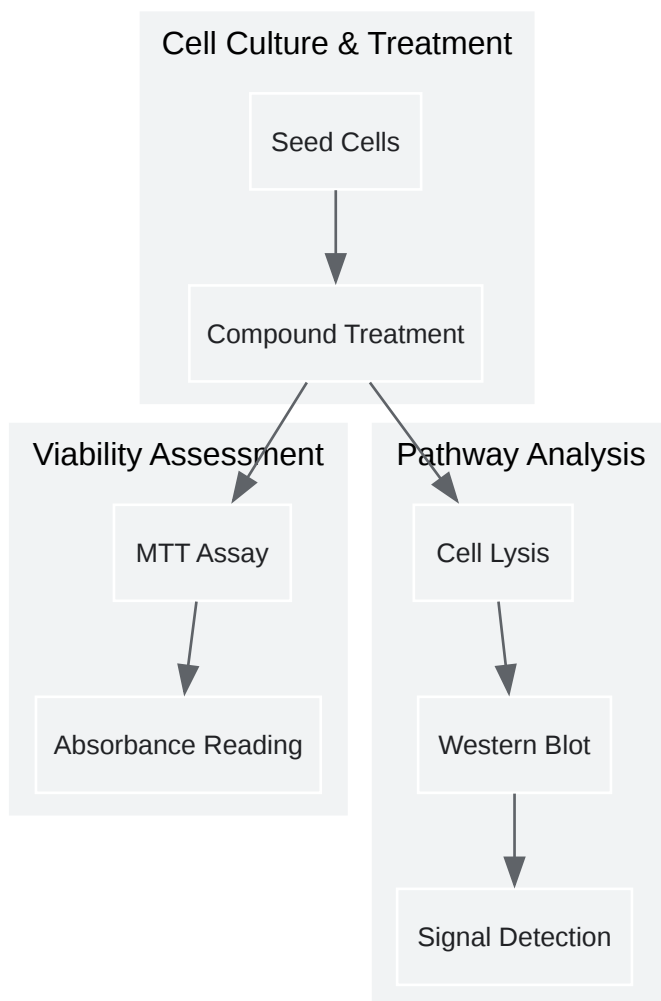 Cell Culture & Treatment
Seed Cells
Compound Treatment
Viability Assessment
MTT Assay
Absorbance Reading
Pathway Analysis
Cell Lysis
Western Blot
Signal Detection